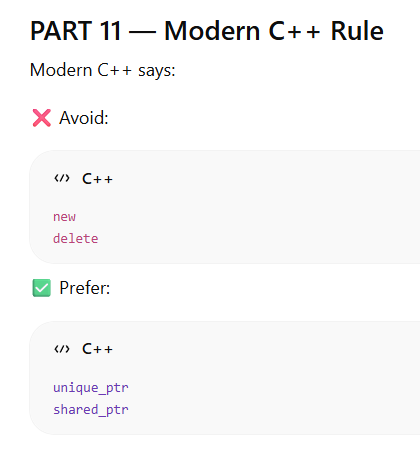 PART 11 — Modern C++ Rule
Modern C++ says:
❌ Avoid:
</> C++
new
delete
✅ Prefer:
</> C++
unique_ptr
shared_ptr